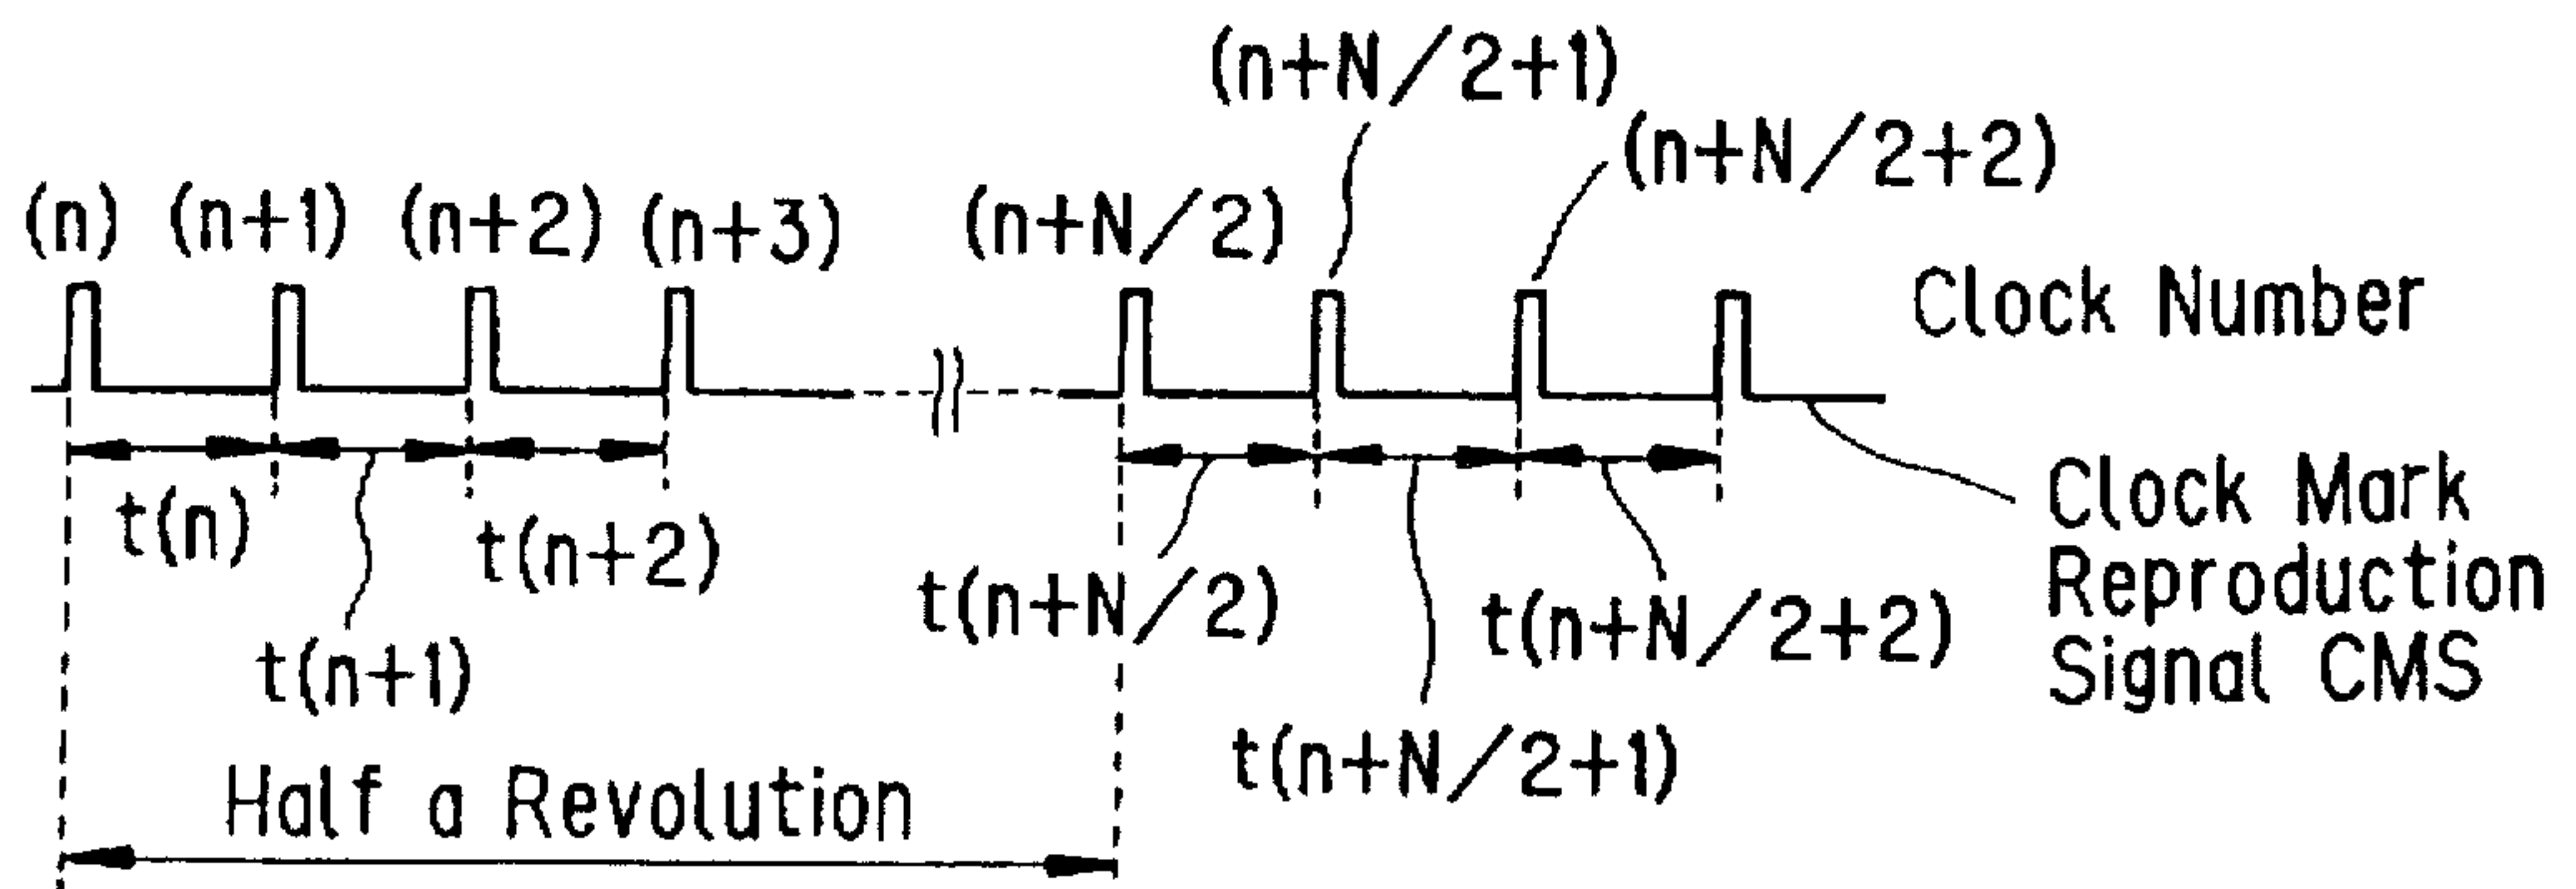 (n+N/2+1)
(n+N/2+2)
(n) (n+1) (n+2) (n+3) (n+N/2)
Clock Number
t(n) t(n+2)
t(n+1)
t(n+N/2) t(n+N/2+2)
t(n+N/2+1)
Clock Mark
Reproduction
Signal CMS
Half a Revolution